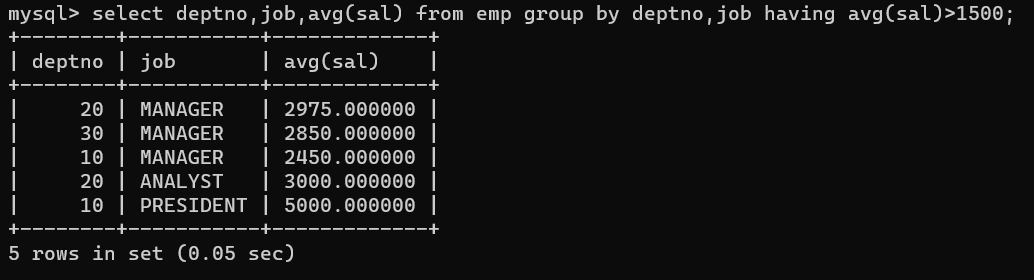 mysql> select deptno,job,avg(sal) from emp group by deptno,job having avg(sal)>1500;
+--------+-----------+-------------+
| deptno | job       | avg(sal)    |
+--------+-----------+-------------+
|     20 | MANAGER   | 2975.000000 |
|     30 | MANAGER   | 2850.000000 |
|     10 | MANAGER   | 2450.000000 |
|     20 | ANALYST   | 3000.000000 |
|     10 | PRESIDENT | 5000.000000 |
+--------+-----------+-------------+
5 rows in set (0.05 sec)